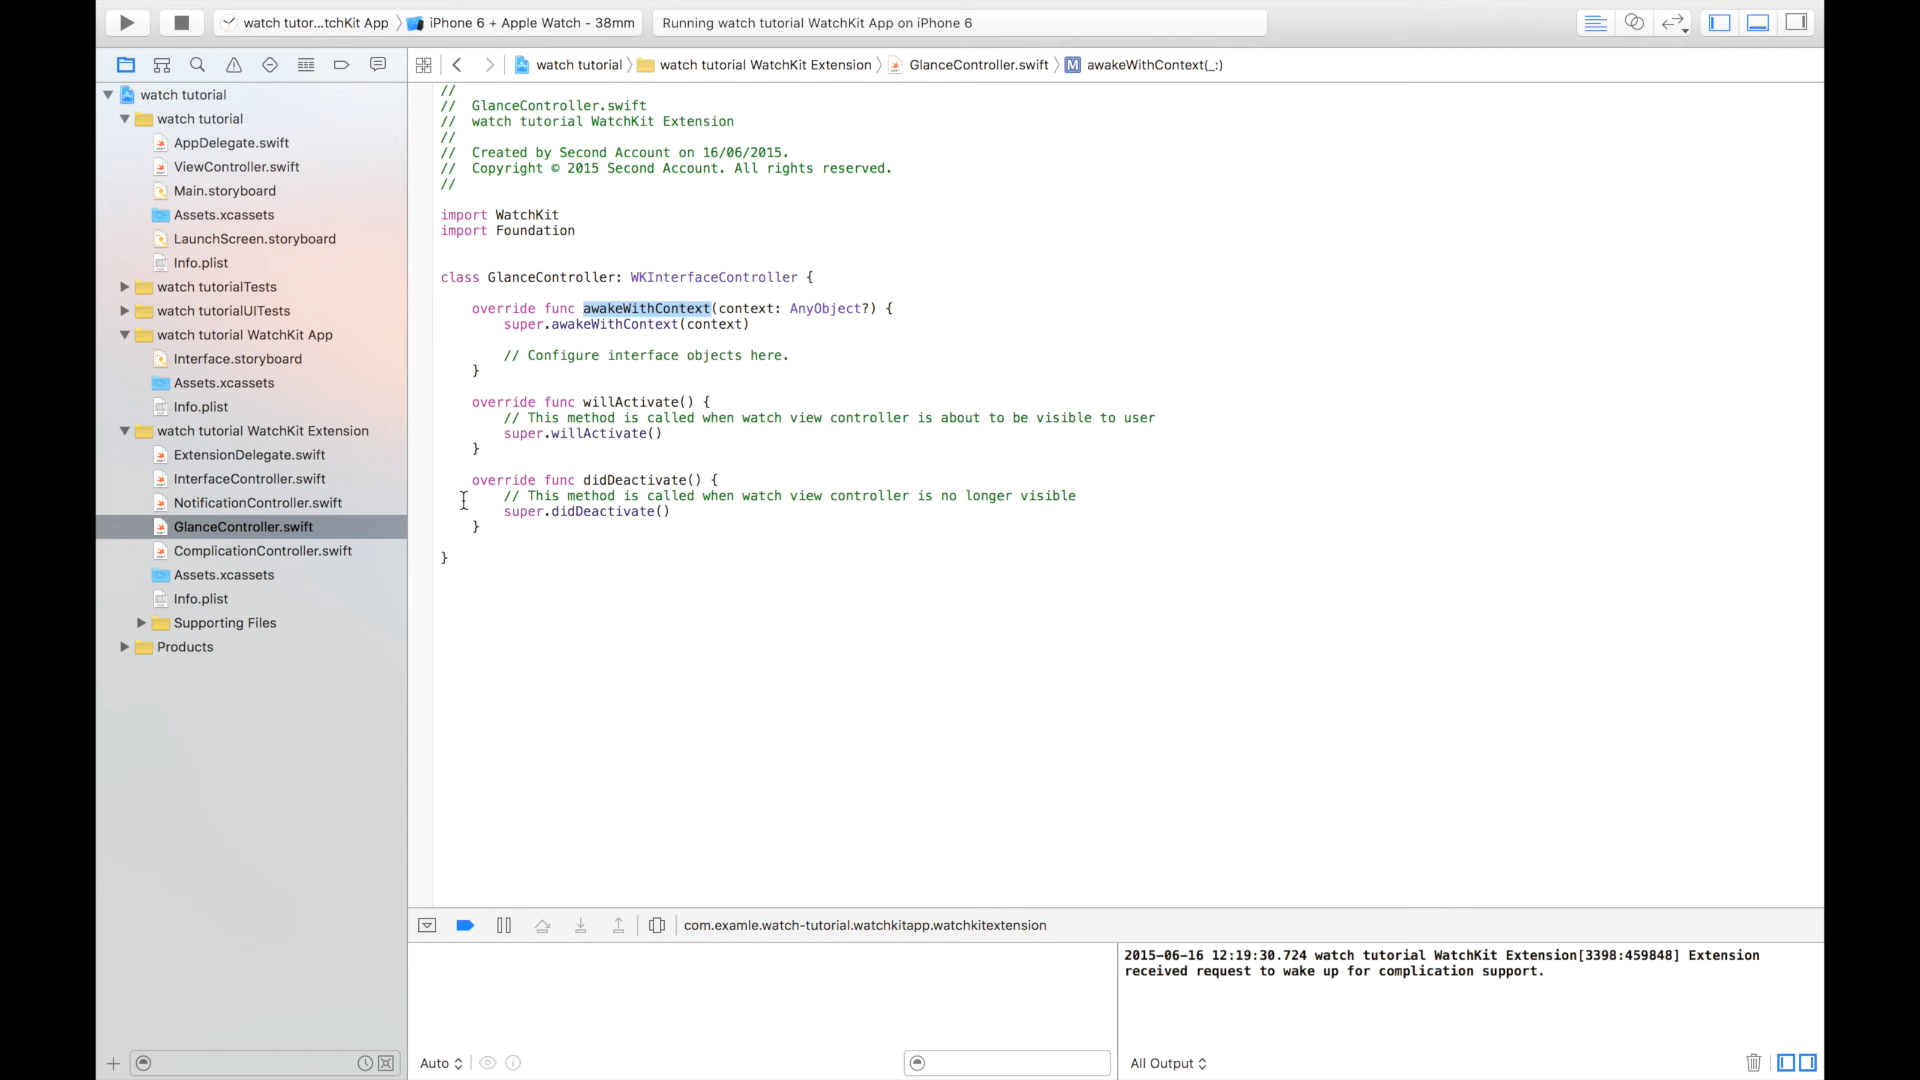 watch tutor...tchKit App
iPhone 6 + Apple Watch - 38mm
Running watch tutorial WatchKit App on iPhone 6
watch tutorial
watch tutorial WatchKit Extension
GlanceController.swift
M
awakeWithContext(_:)
watch tutorial
watch tutorial
AppDelegate.swift
ViewController.swift
Main.storyboard
Assets.xcassets
LaunchScreen.storyboard
Info.plist
watch tutorialTests
watch tutorialUITests
watch tutorial WatchKit App
Interface.storyboard
Assets.xcassets
Info.plist
watch tutorial WatchKit Extension
ExtensionDelegate.swift
InterfaceController.swift
NotificationController.swift
GlanceController.swift
ComplicationController.swift
Assets.xcassets
Info.plist
Supporting Files
Products
//
//  GlanceController.swift
//  watch tutorial WatchKit Extension
//
//  Created by Second Account on 16/06/2015.
//  Copyright © 2015 Second Account. All rights reserved.
//
import WatchKit
import Foundation
class GlanceController: WKInterfaceController {
override func awakeWithContext(context: AnyObject?) {
super.awakeWithContext(context)
// Configure interface objects here.
}
override func willActivate() {
// This method is called when watch view controller is about to be visible to user
super.willActivate()
}
override func didDeactivate() {
// This method is called when watch view controller is no longer visible
super.didDeactivate()
}
}
com.examle.watch-tutorial.watchkitapp.watchkitextension
2015-06-16 12:19:30.724 watch tutorial WatchKit Extension[3398:459848] Extension
received request to wake up for complication support.
Auto
All Output